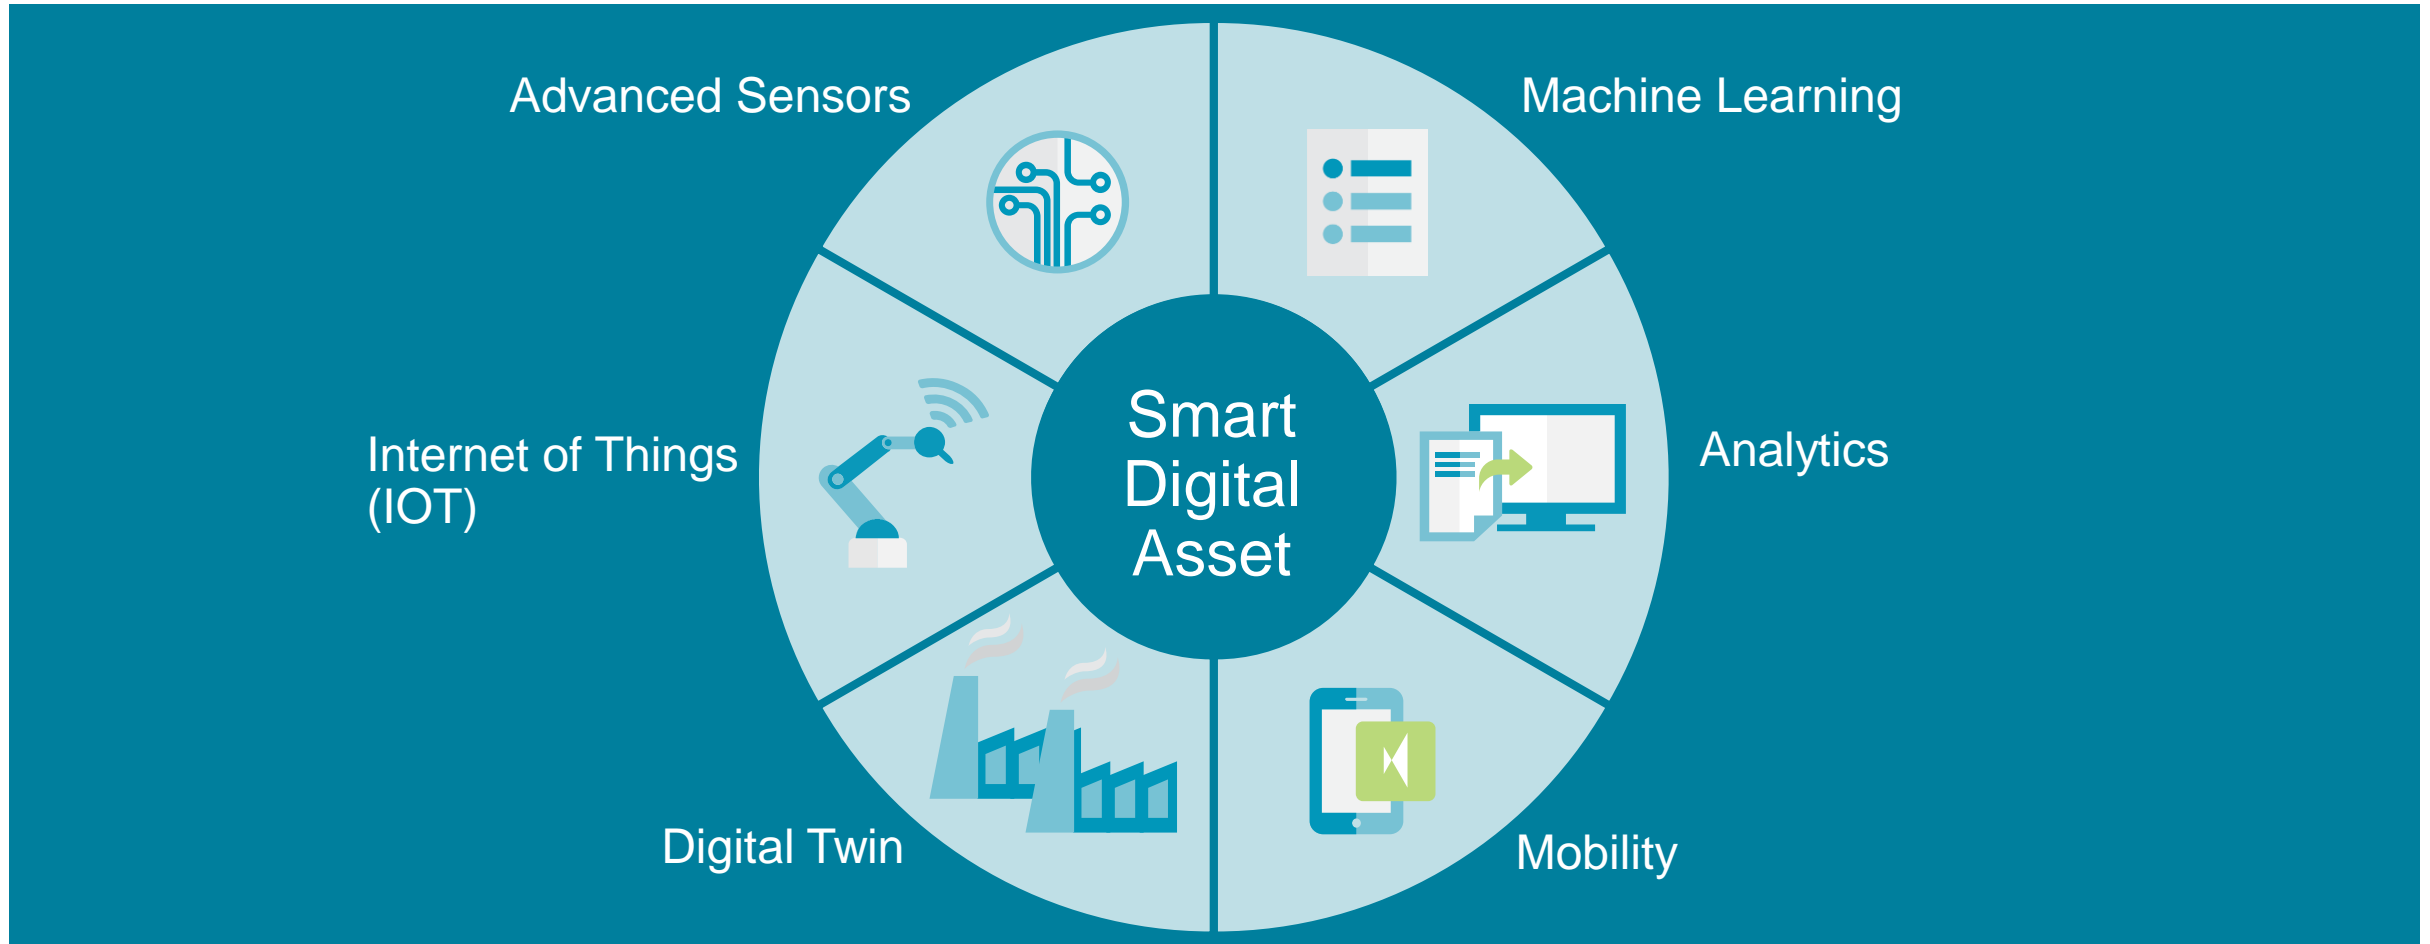 Advanced Sensors
Machine Learning
Internet of Things
(IOT)
Smart
Digital
Asset
Analytics
Digital Twin
Mobility